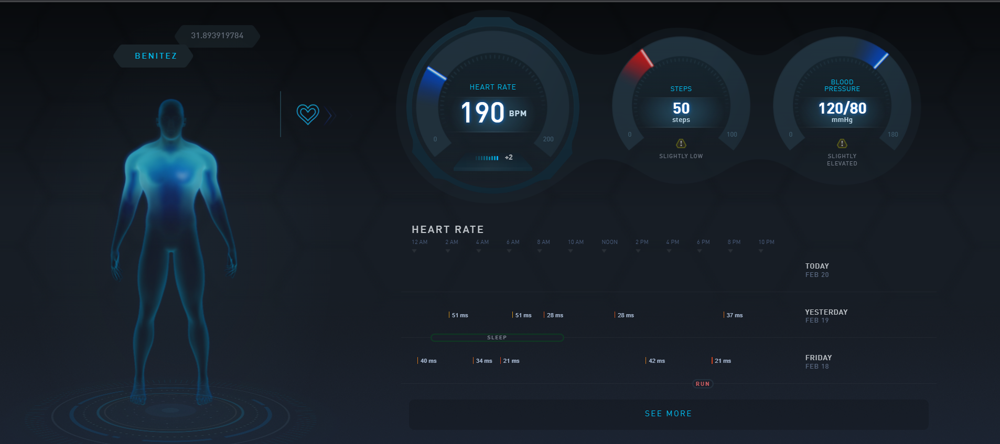 31.893919784
BENITEZ
HEART RATE
190 BPM
0
200
+2
STEPS
50
steps
0
100
SLIGHTLY LOW
BLOOD
PRESSURE
120/80
mmHg
0
180
SLIGHTLY
ELEVATED
HEART RATE
12 AM 2 AM 4 AM 6 AM 8 AM 10 AM NOON 2 PM 4 PM 6 PM 8 PM 10 PM
TODAY
FEB 20
51 ms 51 ms 28 ms 28 ms 37 ms
YESTERDAY
FEB 19
SLEEP
40 ms 34 ms 21 ms 42 ms 21 ms
FRIDAY
FEB 18
RUN
SEE MORE